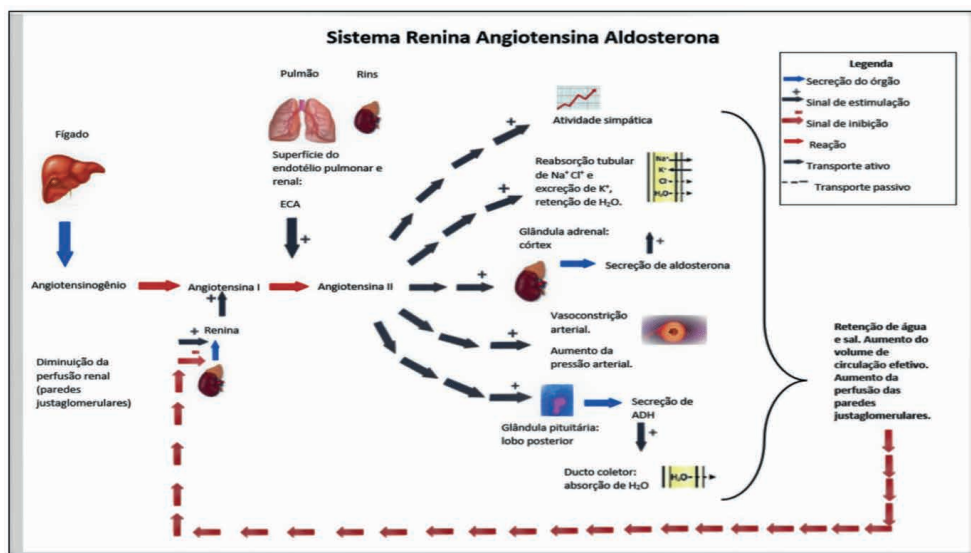 Sistema Renina Angiotensina Aldosterona
Legenda
Secreção do órgão
+
Sinal de estimulação
-
Sinal de inibição
Reação
Transporte ativo
Transporte passivo
Pulmão
Rins
Fígado
Superfície do
endotélio pulmonar e
renal:
ECA
+
Angiotensinogênio
Angiotensina I
Angiotensina II
+
Renina
+
-
Diminuição da
perfusão renal
(paredes
justaglomerulares)
+
Atividade simpática
+
Reabsorção tubular
de Na⁺ Cl⁺ e
excreção de K⁺,
retenção de H₂O.
Na⁺
K⁺
Cl⁻
H₂O
+
Glândula adrenal:
córtex
+
Secreção de aldosterona
+
Vasoconstrição
arterial.
Aumento da
pressão arterial.
+
Glândula pituitária:
lobo posterior
Secreção de
ADH
+
Ducto coletor:
absorção de H₂O
H₂O
Retenção de água
e sal. Aumento do
volume de
circulação efetivo.
Aumento da
perfusão das
paredes
justaglomerulares.